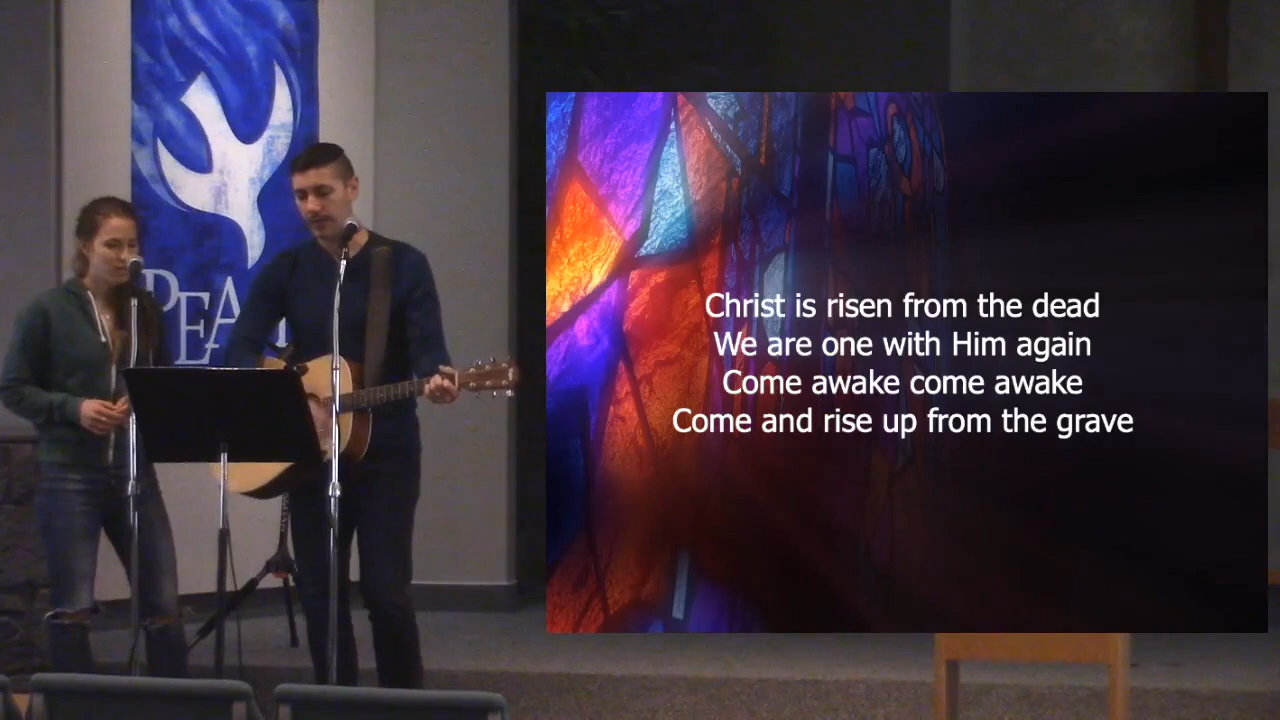 Christ is risen from the dead
We are one with Him again
Come awake come awake
Come and rise up from the grave